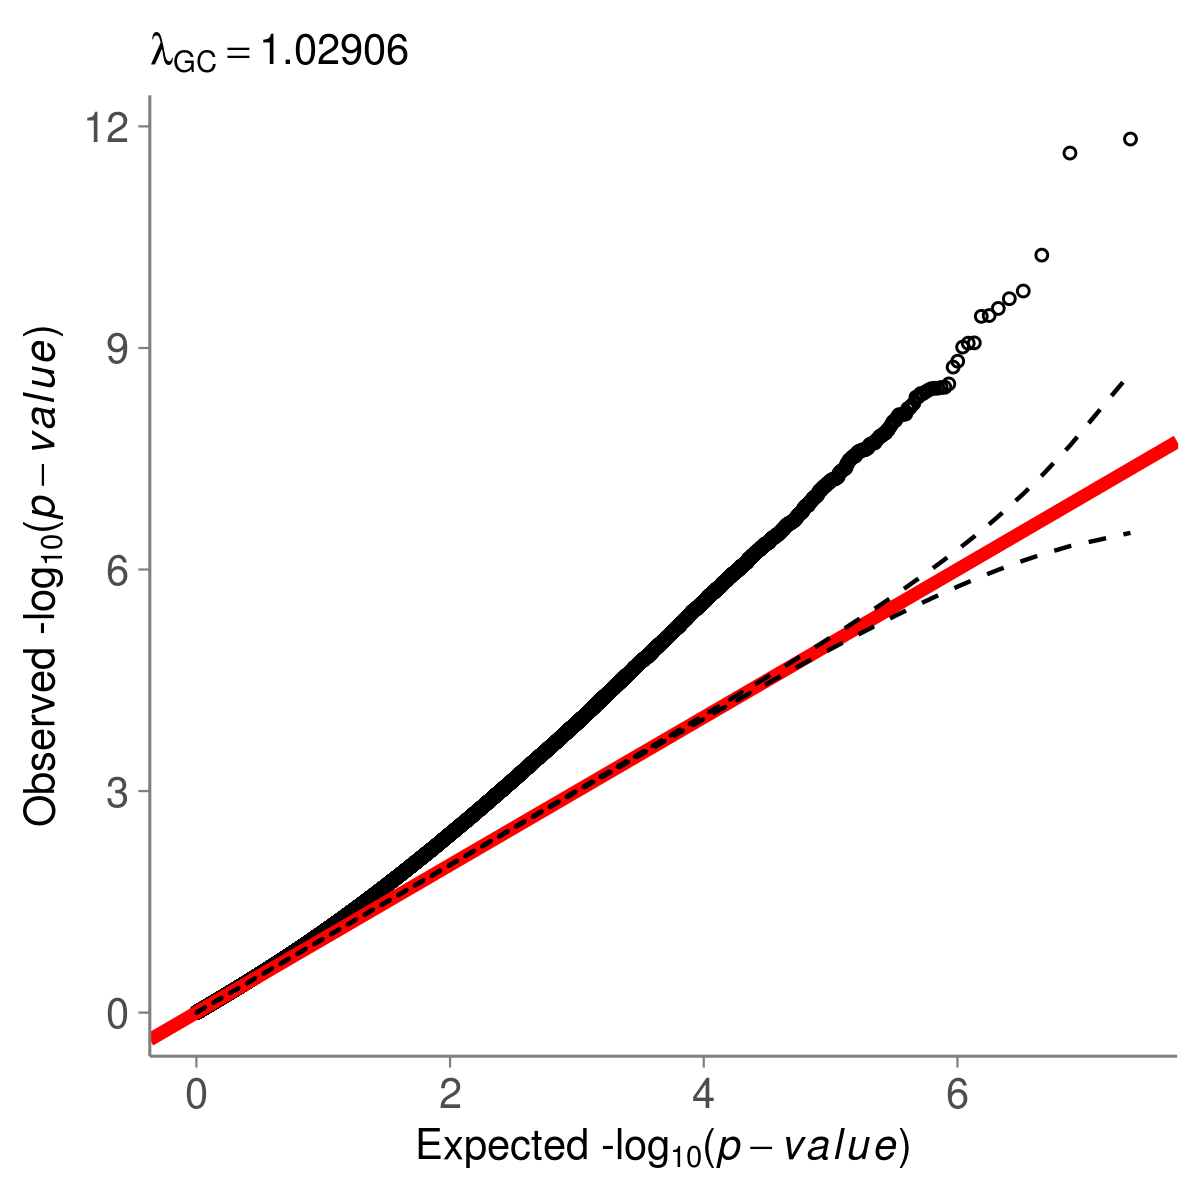 λGC = 1.02906
12
9
6
3
0
Observed -log10(p − value)
0 2 4 6
Expected -log10(p − value)